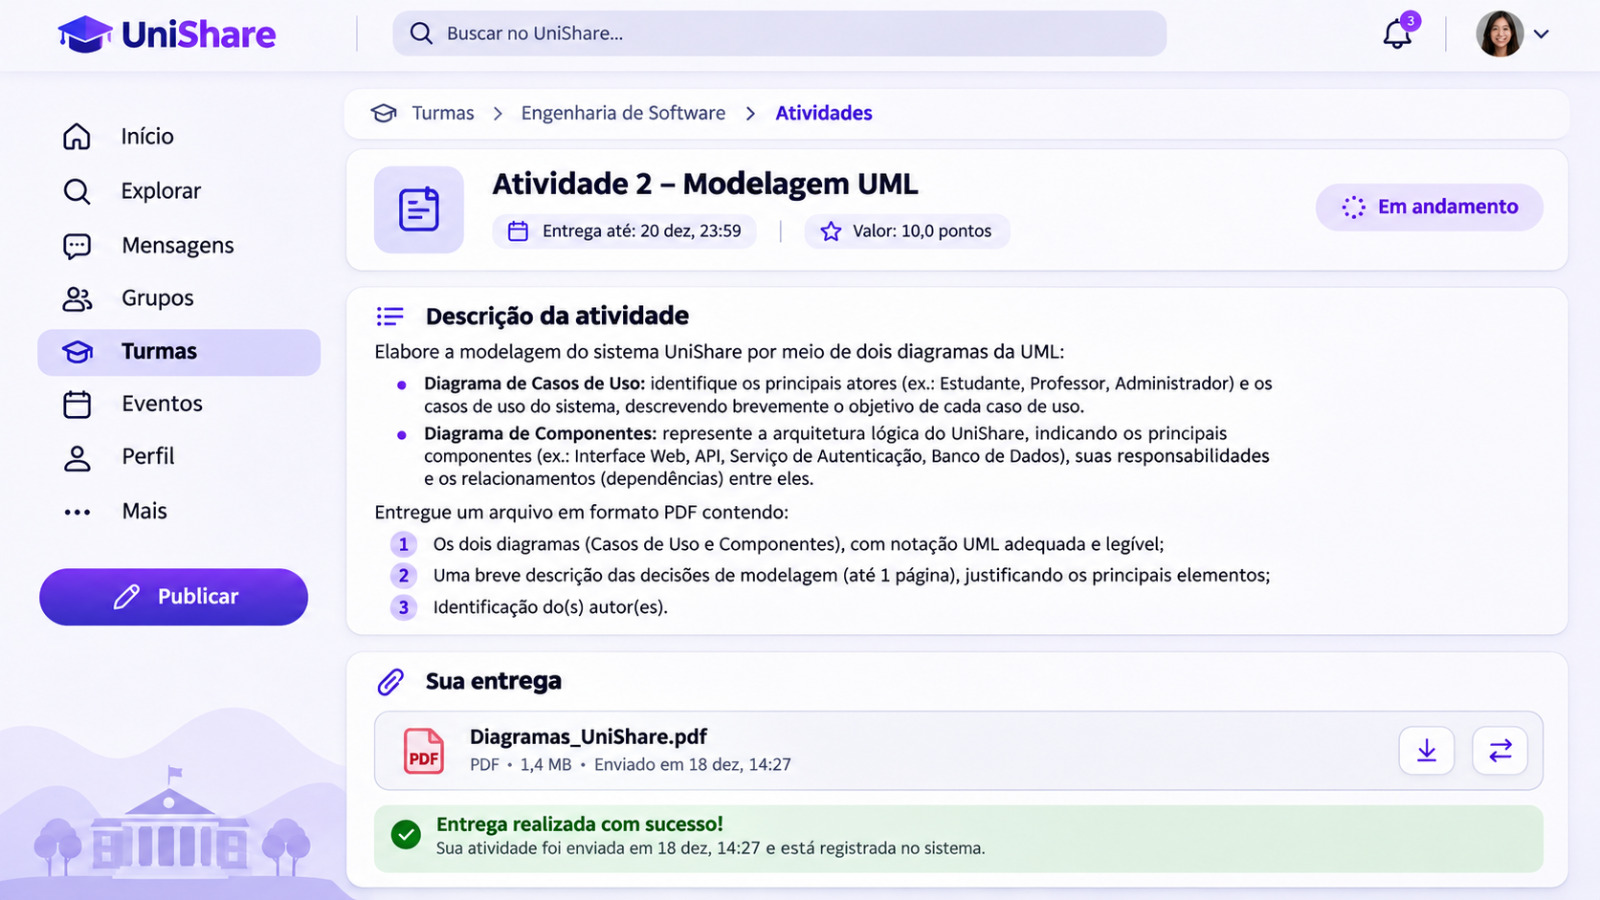 UniShare
Buscar no UniShare...
3
Início
Explorar
Mensagens
Grupos
Turmas
Eventos
Perfil
Mais
Publicar
Turmas > Engenharia de Software > Atividades
Atividade 2 – Modelagem UML
Entrega até: 20 dez, 23:59 | Valor: 10,0 pontos
Em andamento
Descrição da atividade
Elabore a modelagem do sistema UniShare por meio de dois diagramas da UML:
• Diagrama de Casos de Uso: identifique os principais atores (ex.: Estudante, Professor, Administrador) e os
casos de uso do sistema, descrevendo brevemente o objetivo de cada caso de uso.
• Diagrama de Componentes: represente a arquitetura lógica do UniShare, indicando os principais
componentes (ex.: Interface Web, API, Serviço de Autenticação, Banco de Dados), suas responsabilidades
e os relacionamentos (dependências) entre eles.
Entregue um arquivo em formato PDF contendo:
1 Os dois diagramas (Casos de Uso e Componentes), com notação UML adequada e legível;
2 Uma breve descrição das decisões de modelagem (até 1 página), justificando os principais elementos;
3 Identificação do(s) autor(es).
Sua entrega
PDF
Diagramas_UniShare.pdf
PDF • 1,4 MB • Enviado em 18 dez, 14:27
Entrega realizada com sucesso!
Sua atividade foi enviada em 18 dez, 14:27 e está registrada no sistema.